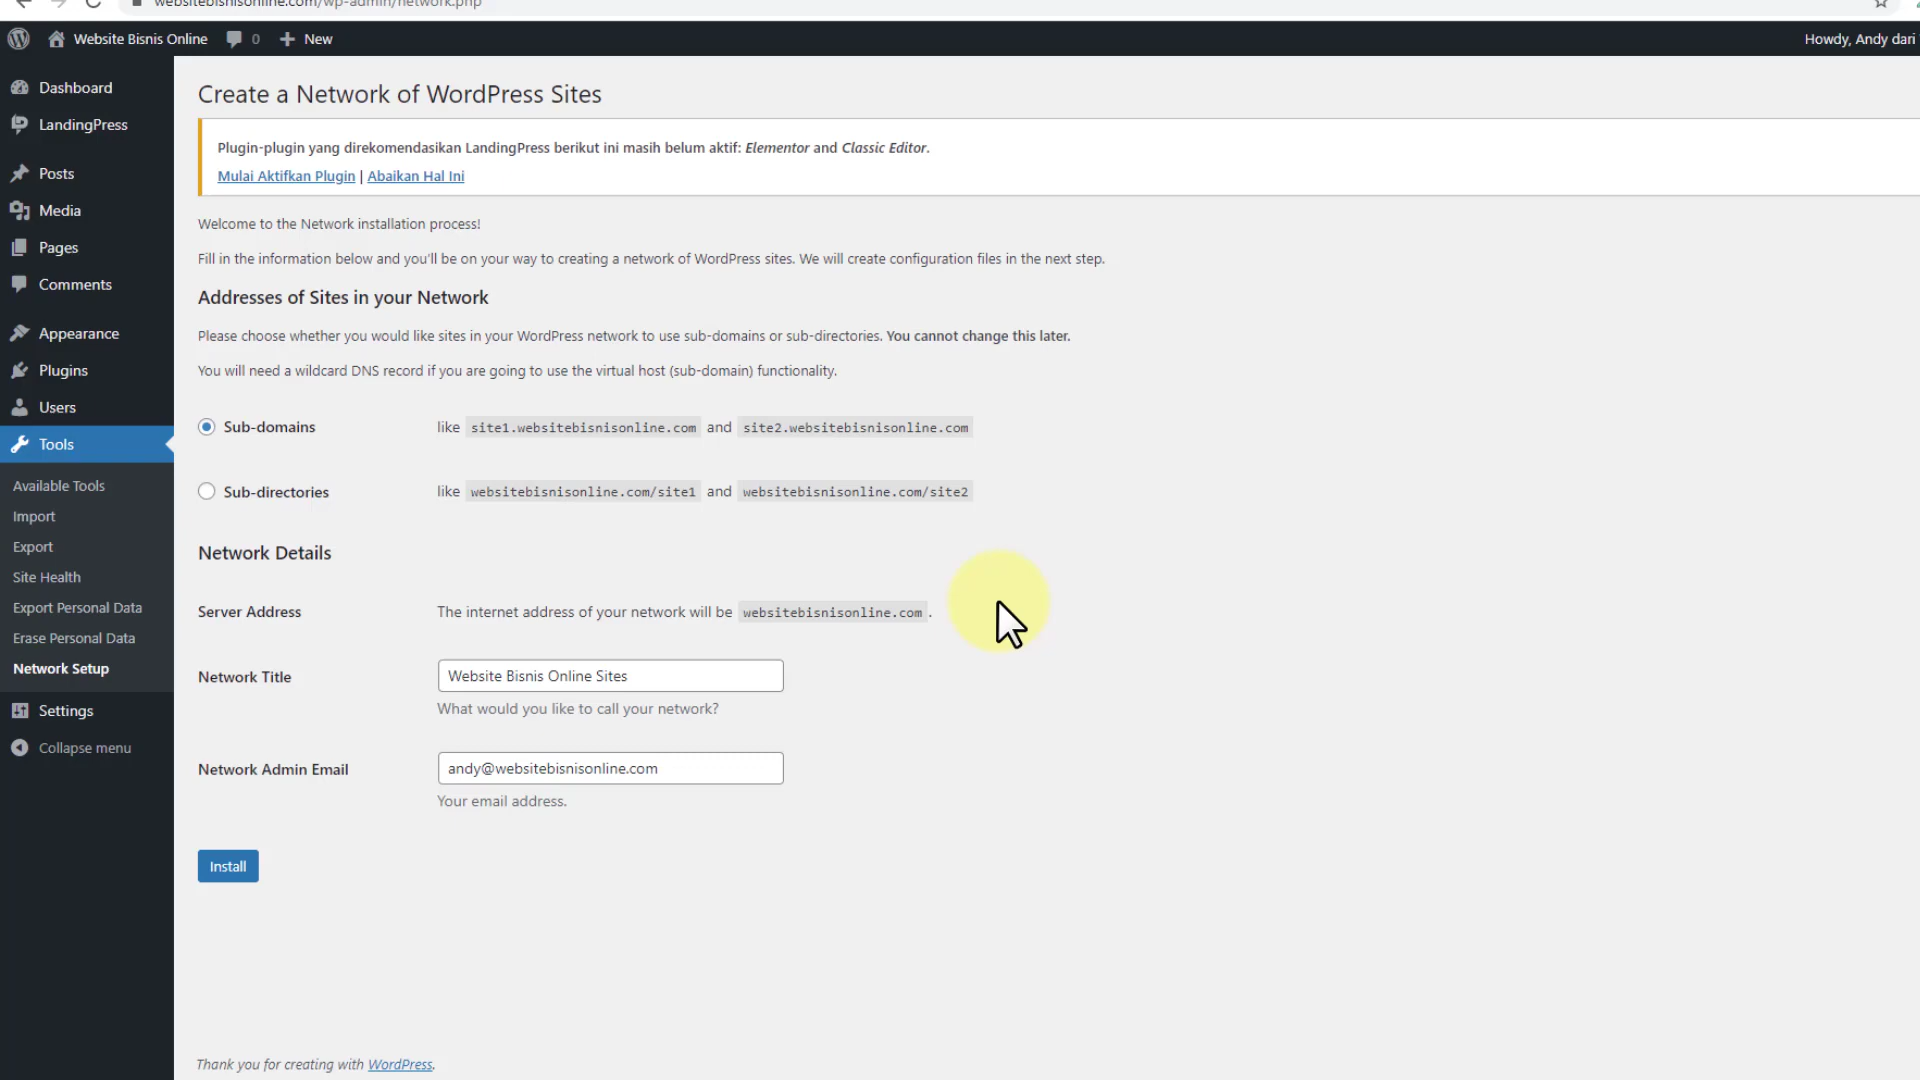 websitebisnisonline.com/wp-admin/network.php
Website Bisnis Online 0 New Howdy, Andy dari
Dashboard
LandingPress
Posts
Media
Pages
Comments
Appearance
Plugins
Users
Tools
Available Tools
Import
Export
Site Health
Export Personal Data
Erase Personal Data
Network Setup
Settings
Collapse menu
Create a Network of WordPress Sites
Plugin-plugin yang direkomendasikan LandingPress berikut ini masih belum aktif: Elementor and Classic Editor.
Mulai Aktifkan Plugin | Abaikan Hal Ini
Welcome to the Network installation process!
Fill in the information below and you'll be on your way to creating a network of WordPress sites. We will create configuration files in the next step.
Addresses of Sites in your Network
Please choose whether you would like sites in your WordPress network to use sub-domains or sub-directories. You cannot change this later.
You will need a wildcard DNS record if you are going to use the virtual host (sub-domain) functionality.
Sub-domains like site1.websitebisnisonline.com and site2.websitebisnisonline.com
Sub-directories like websitebisnisonline.com/site1 and websitebisnisonline.com/site2
Network Details
Server Address The internet address of your network will be websitebisnisonline.com.
Network Title Website Bisnis Online Sites
What would you like to call your network?
Network Admin Email andy@websitebisnisonline.com
Your email address.
Install
Thank you for creating with WordPress.